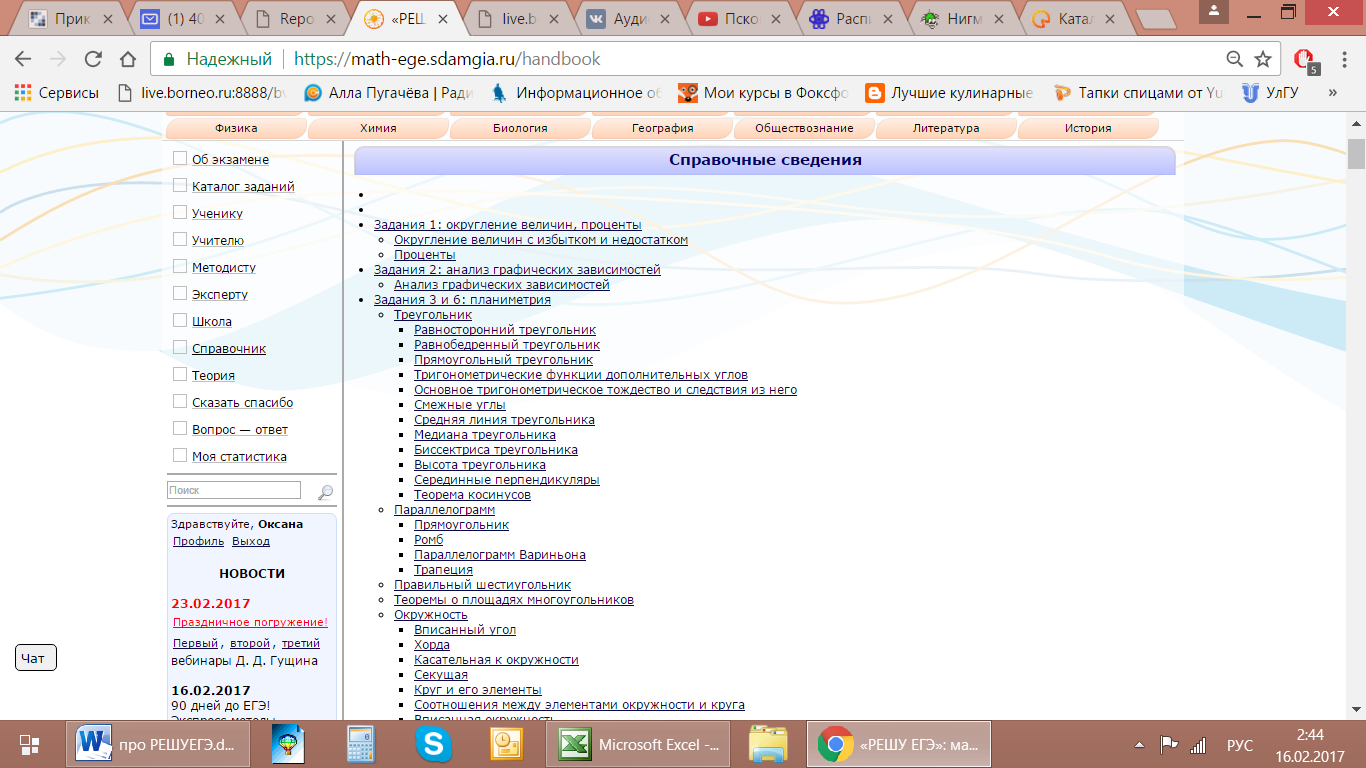 Прик
(1) 40
Repo
«РЕШ
live.b
Ауди
Пско
Распи
Нигм
Катал
Надежный
https://math-ege.sdamgia.ru/handbook
5
Сервисы
live.borneo.ru:8888/bv
Алла Пугачёва | Ради
Информационное об
Мои курсы в Фоксфо
Лучшие кулинарные
Тапки спицами от Yu
УлГУ
»
Физика
Химия
Биология
География
Обществознание
Литература
История
Об экзамене
Каталог заданий
Ученику
Учителю
Методисту
Эксперту
Школа
Справочник
Теория
Сказать спасибо
Вопрос — ответ
Моя статистика
Поиск
Здравствуйте, Оксана
Профиль Выход
НОВОСТИ
23.02.2017
Праздничное погружение!
Первый, второй, третий
вебинары Д. Д. Гущина
16.02.2017
90 дней до ЕГЭ!
Экспресс-методы
Чат
Справочные сведения
Задания 1: округление величин, проценты
Округление величин с избытком и недостатком
Проценты
Задания 2: анализ графических зависимостей
Анализ графических зависимостей
Задания 3 и 6: планиметрия
Треугольник
Равносторонний треугольник
Равнобедренный треугольник
Прямоугольный треугольник
Тригонометрические функции дополнительных углов
Основное тригонометрическое тождество и следствия из него
Смежные углы
Средняя линия треугольника
Медиана треугольника
Биссектриса треугольника
Высота треугольника
Серединные перпендикуляры
Теорема косинусов
Параллелограмм
Прямоугольник
Ромб
Параллелограмм Вариньона
Трапеция
Правильный шестиугольник
Теоремы о площадях многоугольников
Окружность
Вписанный угол
Хорда
Касательная к окружности
Секущая
Круг и его элементы
Соотношения между элементами окружности и круга
Вписанная окружность
про РЕШУЕГЭ.d...
Microsoft Excel -...
«РЕШУ ЕГЭ»: ма...
РУС
2:44
16.02.2017